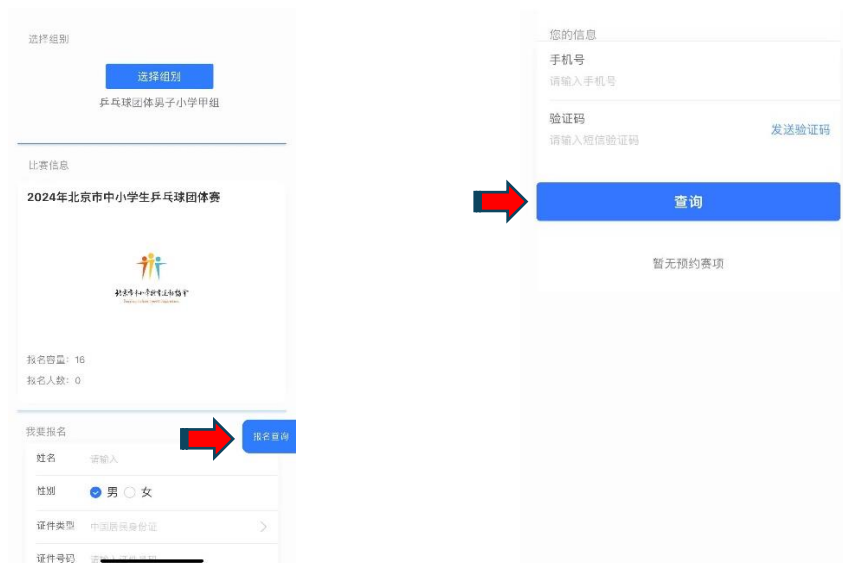 选择组别
选择组别
乒乓球团体男子小学甲组
比赛信息
2024年北京市中小学生乒乓球团体赛
报名容量：16
报名人数：0
我要报名
报名查询
姓名 请输入
性别 男 女
证件类型 中国居民身份证
证件号码
您的信息
手机号
请输入手机号
验证码
请输入短信验证码
发送验证码
查询
暂无预约赛项